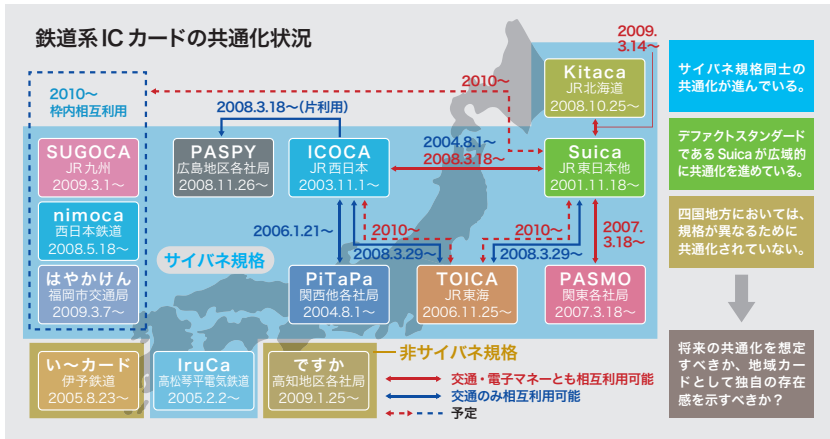 鉄道系ICカードの共通化状況
2009.
3.14〜
Kitaca
JR北海道
2008.10.25〜
サイバネ規格同士の
共通化が進んでいる。
2010〜
枠内相互利用
2010〜
2008.3.18〜（片利用）
SUGOCA
JR九州
2009.3.1〜
PASPY
広島地区各社局
2008.11.26〜
ICOCA
JR西日本
2003.11.1〜
2004.8.1〜
2008.3.18〜
Suica
JR東日本他
2001.11.18〜
デファクトスタンダード
であるSuicaが広域的
に共通化を進めている。
nimoca
西日本鉄道
2008.5.18〜
2006.1.21〜
2010〜
2008.3.29〜
2010〜
2008.3.29〜
2007.
3.18〜
四国地方においては、
規格が異なるために
共通化されていない。
サイバネ規格
はやかけん
福岡市交通局
2009.3.7〜
PiTaPa
関西他各社局
2004.8.1〜
TOICA
JR東海
2006.11.25〜
PASMO
関東各社局
2007.3.18〜
い〜カード
伊予鉄道
2005.8.23〜
IruCa
高松琴平電気鉄道
2005.2.2〜
ですか
高知地区各社局
2009.1.25〜
非サイバネ規格
交通・電子マネーとも相互利用可能
交通のみ相互利用可能
予定
将来の共通化を想定
すべきか、地域カー
ドとして独自の存在
感を示すべきか？